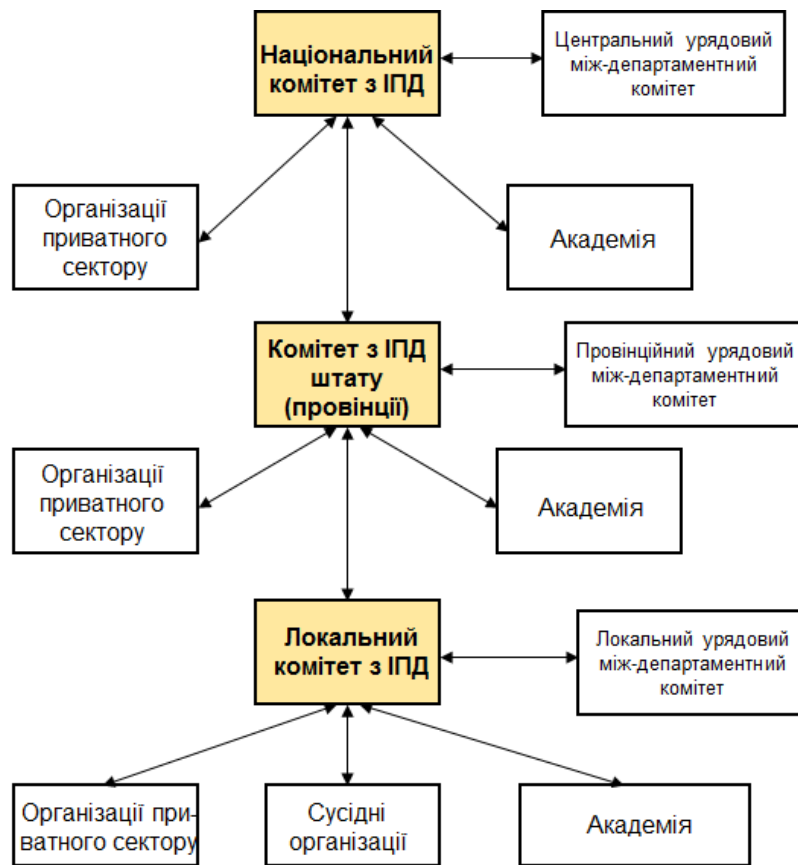 Національний
комітет з ІПД
Центральний урядовий
між-департаментний
комітет
Організації
приватного
сектору
Академія
Комітет з ІПД
штату
(провінції)
Провінційний урядовий
між-департаментний
комітет
Організації
приватного
сектору
Академія
Локальний
комітет з ІПД
Локальний урядовий
між-департаментний
комітет
Організації при-
ватного сектору
Сусідні
організації
Академія